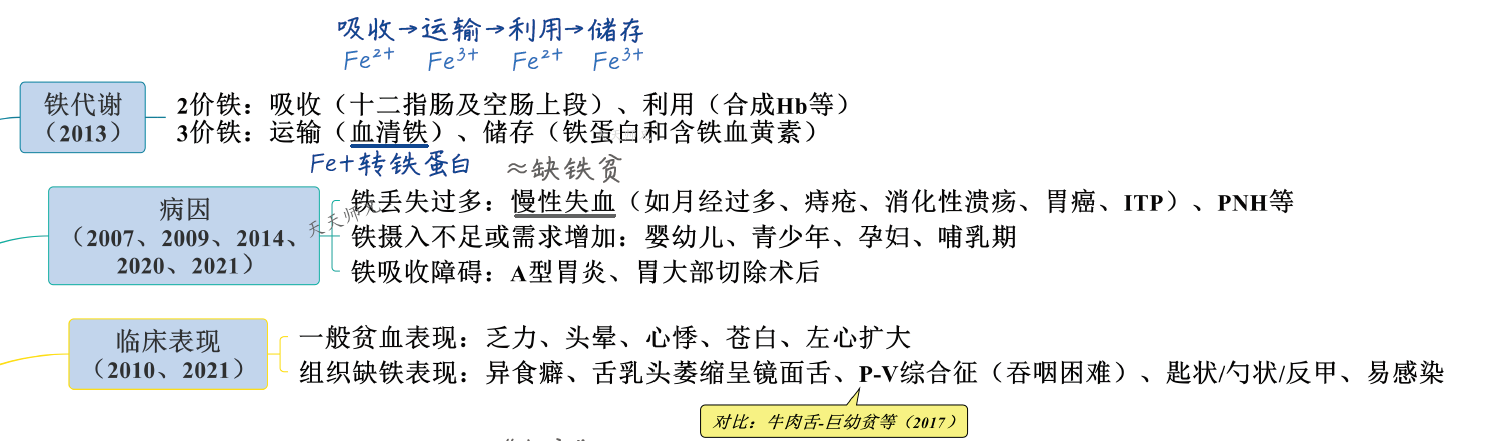 吸收→运输→利用→储存
Fe²⁺ Fe³⁺ Fe²⁺ Fe³⁺
铁代谢
（2013）
2价铁：吸收（十二指肠及空肠上段）、利用（合成Hb等）
3价铁：运输（血清铁）、储存（铁蛋白和含铁血黄素）
Fe+转铁蛋白 ≈缺铁贫
病因
（2007、2009、2014、
2020、2021）
天天师兄
铁丢失过多：慢性失血（如月经过多、痔疮、消化性溃疡、胃癌、ITP）、PNH等
铁摄入不足或需求增加：婴幼儿、青少年、孕妇、哺乳期
铁吸收障碍：A型胃炎、胃大部切除术后
临床表现
（2010、2021）
一般贫血表现：乏力、头晕、心悸、苍白、左心扩大
组织缺铁表现：异食癖、舌乳头萎缩呈镜面舌、P-V综合征（吞咽困难）、匙状/勺状/反甲、易感染
对比：牛肉舌-巨幼贫等（2017）